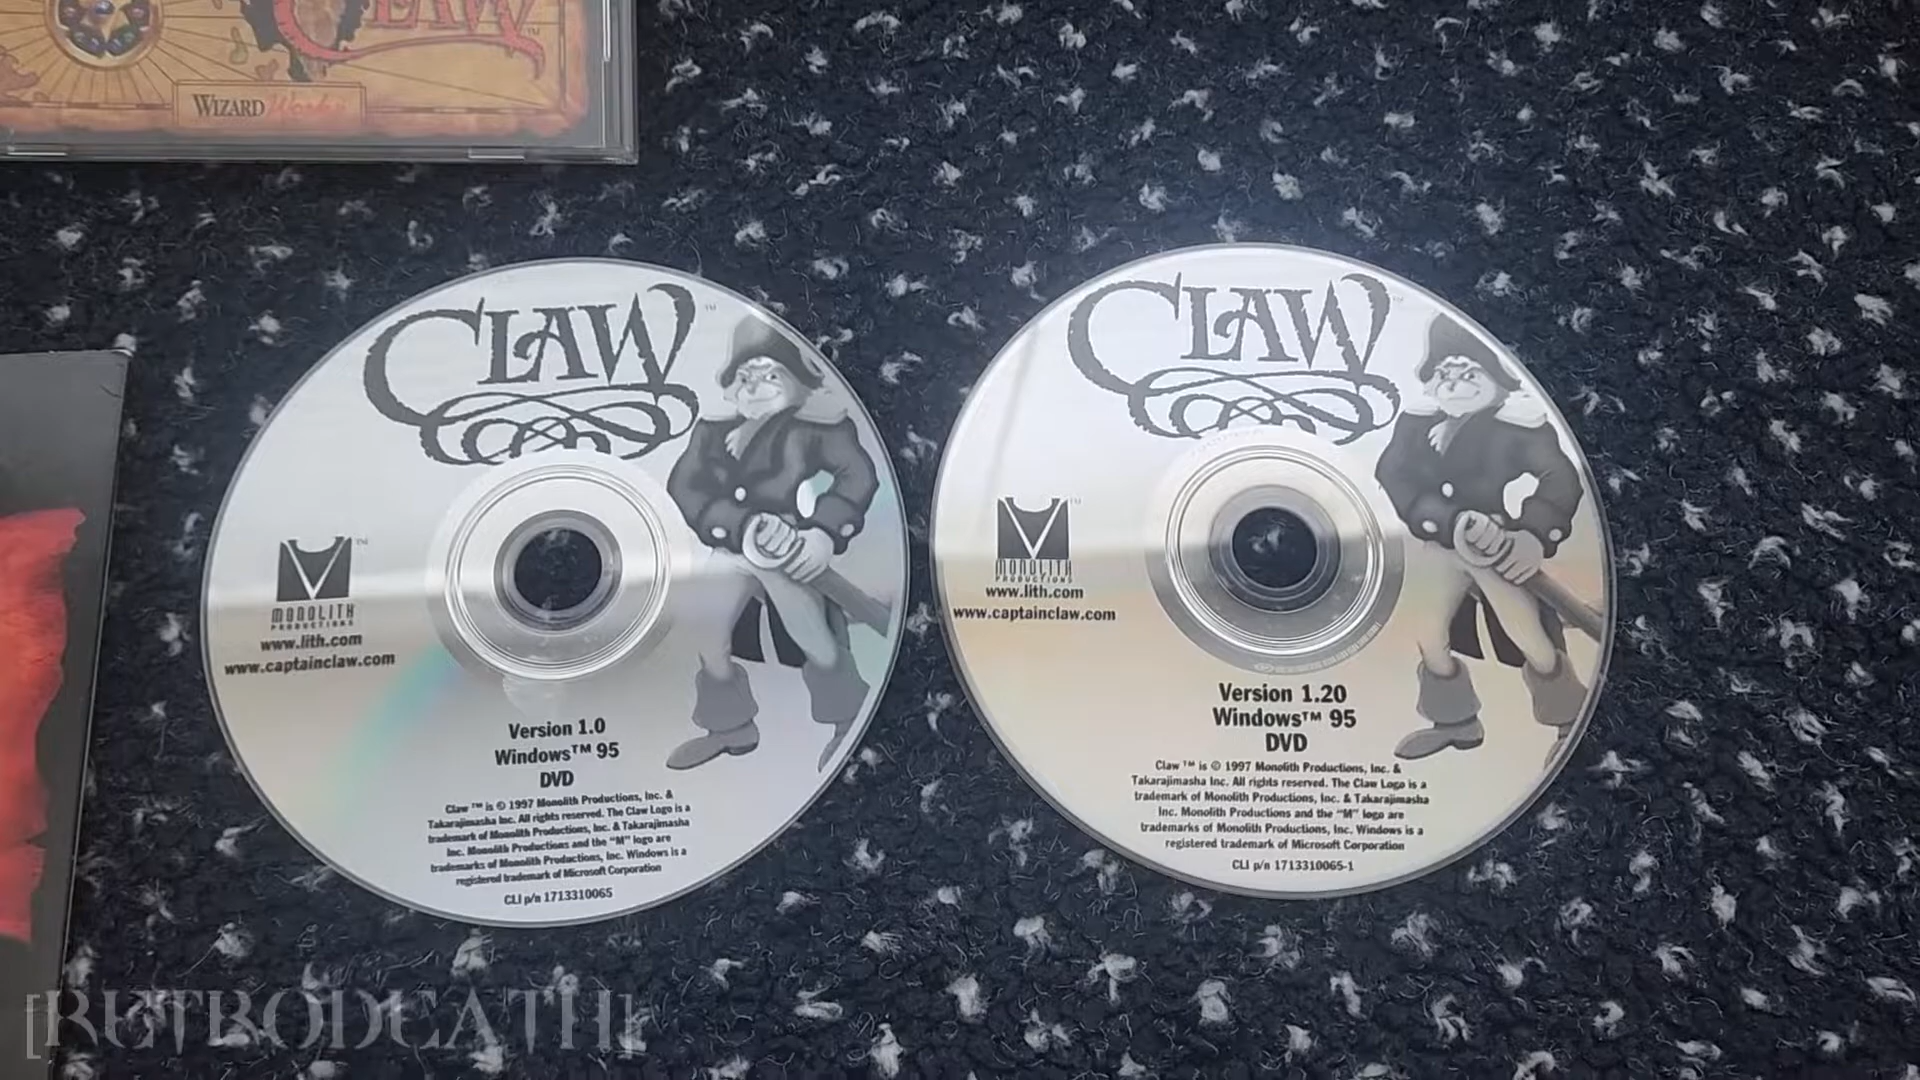 CLAW™
WIZARD Works
CLAW™
MONOLITH™
PRODUCTIONS
www.lith.com
www.captainclaw.com
Version 1.0
Windows™ 95
DVD
Claw ™ is © 1997 Monolith Productions, Inc. &
Takarajimasha Inc. All rights reserved. The Claw Logo is a
trademark of Monolith Productions, Inc. & Takarajimasha
Inc. Monolith Productions and the "M" logo are
trademarks of Monolith Productions, Inc. Windows is a
registered trademark of Microsoft Corporation
CLI p/n 1713310065
CLAW™
MONOLITH™
PRODUCTIONS
www.lith.com
www.captainclaw.com
Version 1.20
Windows™ 95
DVD
Claw ™ is © 1997 Monolith Productions, Inc. &
Takarajimasha Inc. All rights reserved. The Claw Logo is a
trademark of Monolith Productions, Inc. & Takarajimasha
Inc. Monolith Productions and the "M" logo are
trademarks of Monolith Productions, Inc. Windows is a
registered trademark of Microsoft Corporation
CLI p/n 1713310065-1
[RETRODEATH]